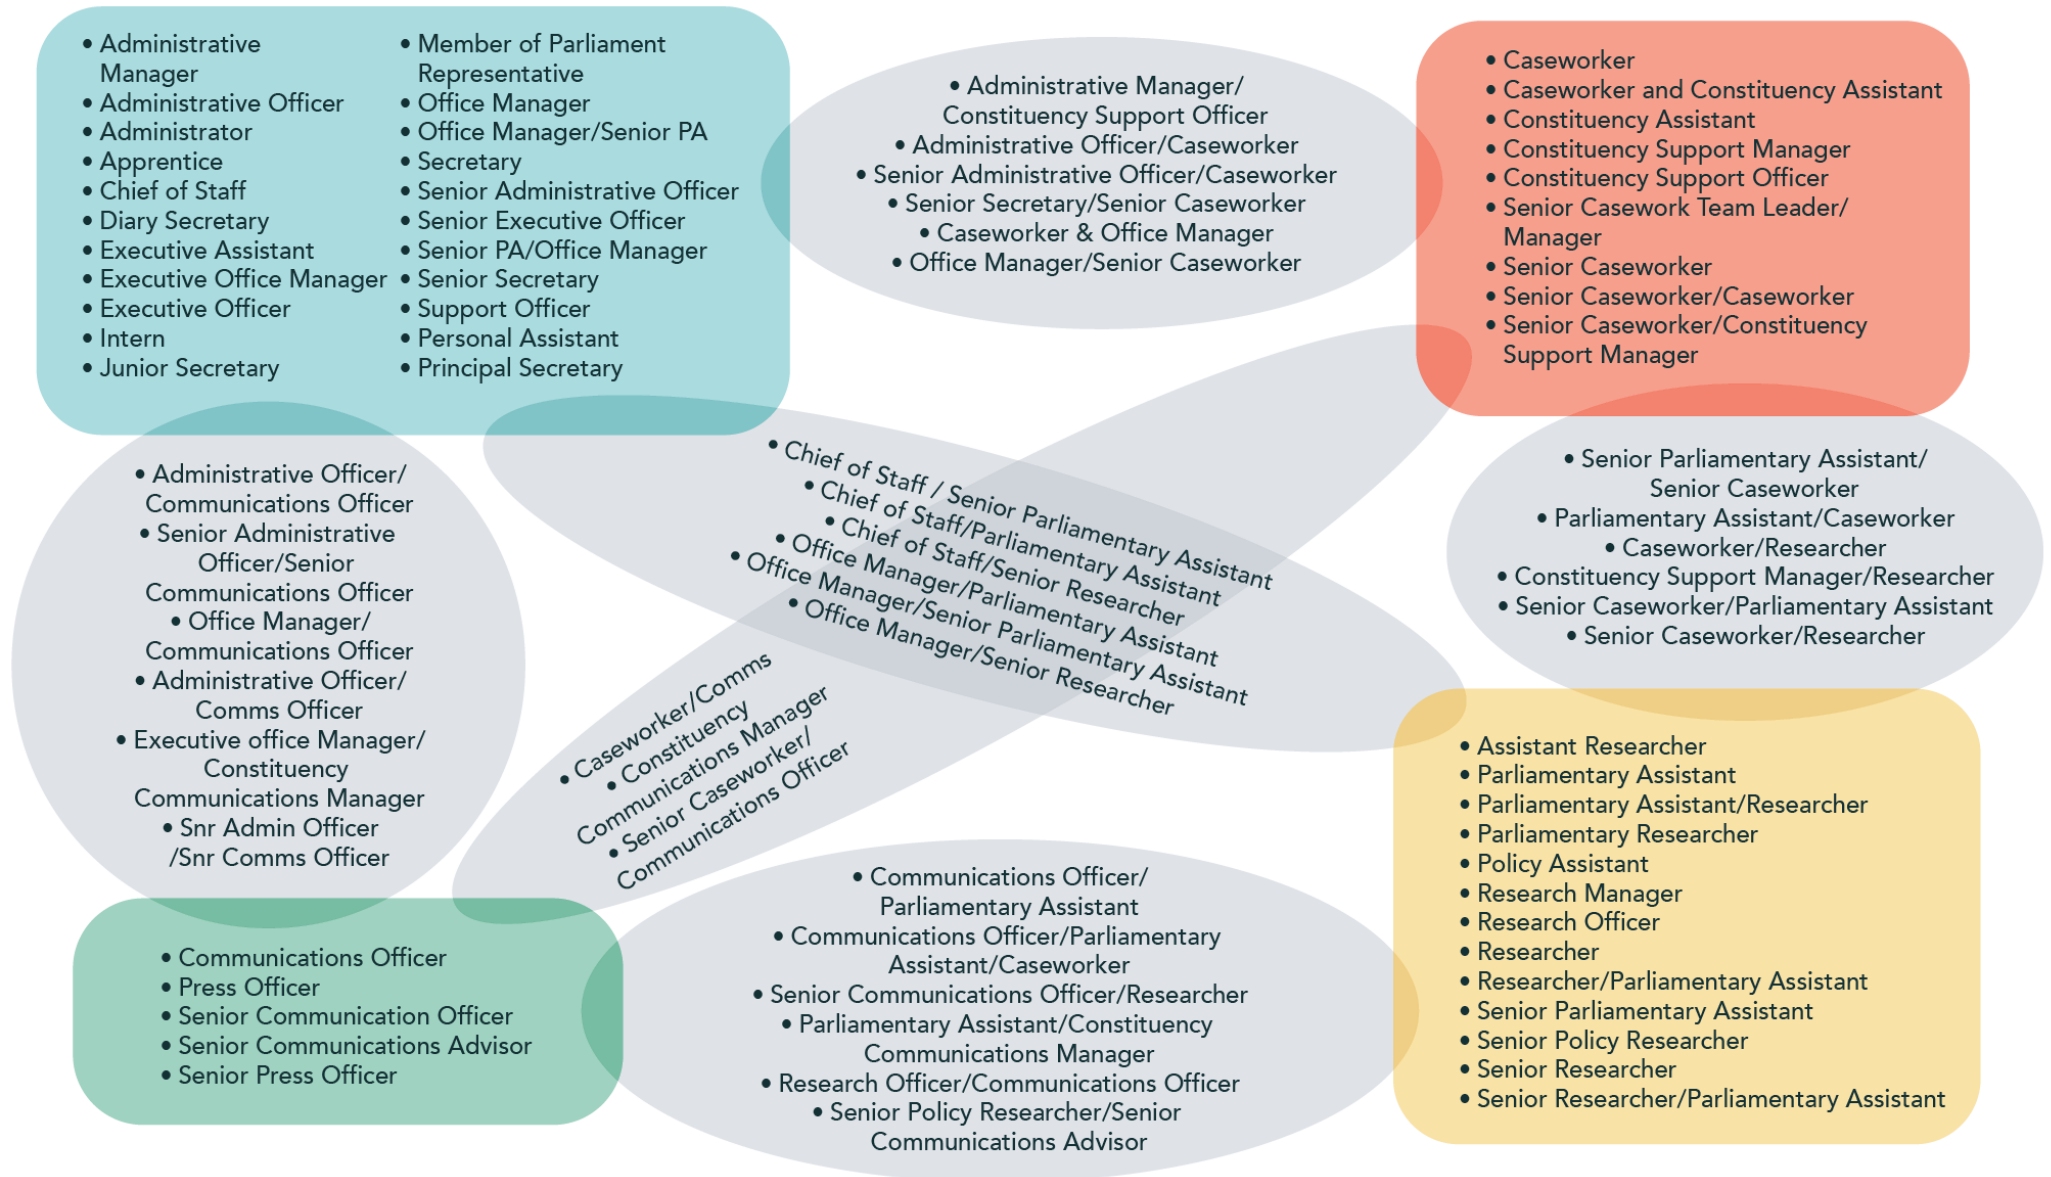 • Administrative
Manager
• Administrative Officer
• Administrator
• Apprentice
• Chief of Staff
• Diary Secretary
• Executive Assistant
• Executive Office Manager
• Executive Officer
• Intern
• Junior Secretary
• Member of Parliament
Representative
• Office Manager
• Office Manager/Senior PA
• Secretary
• Senior Administrative Officer
• Senior Executive Officer
• Senior PA/Office Manager
• Senior Secretary
• Support Officer
• Personal Assistant
• Principal Secretary
• Administrative Manager/
Constituency Support Officer
• Administrative Officer/Caseworker
• Senior Administrative Officer/Caseworker
• Senior Secretary/Senior Caseworker
• Caseworker & Office Manager
• Office Manager/Senior Caseworker
• Caseworker
• Caseworker and Constituency Assistant
• Constituency Assistant
• Constituency Support Manager
• Constituency Support Officer
• Senior Casework Team Leader/
Manager
• Senior Caseworker
• Senior Caseworker/Caseworker
• Senior Caseworker/Constituency
Support Manager
• Administrative Officer/
Communications Officer
• Senior Administrative
Officer/Senior
Communications Officer
• Office Manager/
Communications Officer
• Administrative Officer/
Comms Officer
• Executive office Manager/
Constituency
Communications Manager
• Snr Admin Officer
/Snr Comms Officer
• Chief of Staff / Senior Parliamentary Assistant
• Chief of Staff/Parliamentary Assistant
• Chief of Staff/Senior Researcher
• Office Manager/Parliamentary Assistant
• Office Manager/Senior Parliamentary Assistant
• Office Manager/Senior Researcher
• Caseworker/Comms
• Constituency
Communications Manager
• Senior Caseworker/
Communications Officer
• Senior Parliamentary Assistant/
Senior Caseworker
• Parliamentary Assistant/Caseworker
• Caseworker/Researcher
• Constituency Support Manager/Researcher
• Senior Caseworker/Parliamentary Assistant
• Senior Caseworker/Researcher
• Communications Officer
• Press Officer
• Senior Communication Officer
• Senior Communications Advisor
• Senior Press Officer
• Communications Officer/
Parliamentary Assistant
• Communications Officer/Parliamentary
Assistant/Caseworker
• Senior Communications Officer/Researcher
• Parliamentary Assistant/Constituency
Communications Manager
• Research Officer/Communications Officer
• Senior Policy Researcher/Senior
Communications Advisor
• Assistant Researcher
• Parliamentary Assistant
• Parliamentary Assistant/Researcher
• Parliamentary Researcher
• Policy Assistant
• Research Manager
• Research Officer
• Researcher
• Researcher/Parliamentary Assistant
• Senior Parliamentary Assistant
• Senior Policy Researcher
• Senior Researcher
• Senior Researcher/Parliamentary Assistant